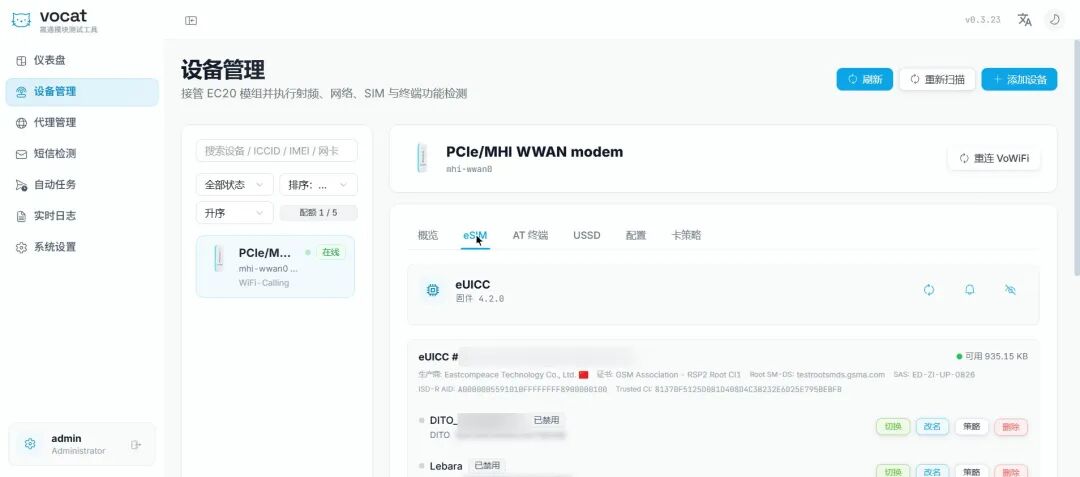 vocat
高通模块测试工具
v0.3.23
仪表盘
设备管理
代理管理
短信检测
自动任务
实时日志
系统设置
admin
Administrator
设备管理
接管 EC20 模组并执行射频、网络、SIM 与终端功能检测
刷新
重新扫描
添加设备
搜索设备 / ICCID / IMEI / 网卡
全部状态
排序: ...
升序
配额 1 / 5
PCIe/M... 在线
mhi-wwan0 ...
WiFi-Calling
PCIe/MHI WWAN modem
mhi-wwan0
重连 VoWiFi
概览 eSIM AT 终端 USSD 配置 卡策略
eUICC
固件 4.2.0
eUICC #
可用 935.15 KB
生产商: Eastcompeace Technology Co., Ltd. 证书: GSM Association - RSP2 Root CI1 Root SM-DS: testrootsmds.gsma.com SAS: ED-ZI-UP-0826
ISD-R AID: A0000005591010FFFFFFFF8900000100 Trusted CI: 81370F5125D0B1D408D4C3B232E6D25E795BEBFB
DITO_ 已禁用
DITO
切换 改名 策略 删除
Lebara 已禁用
切换 改名 策略 删除